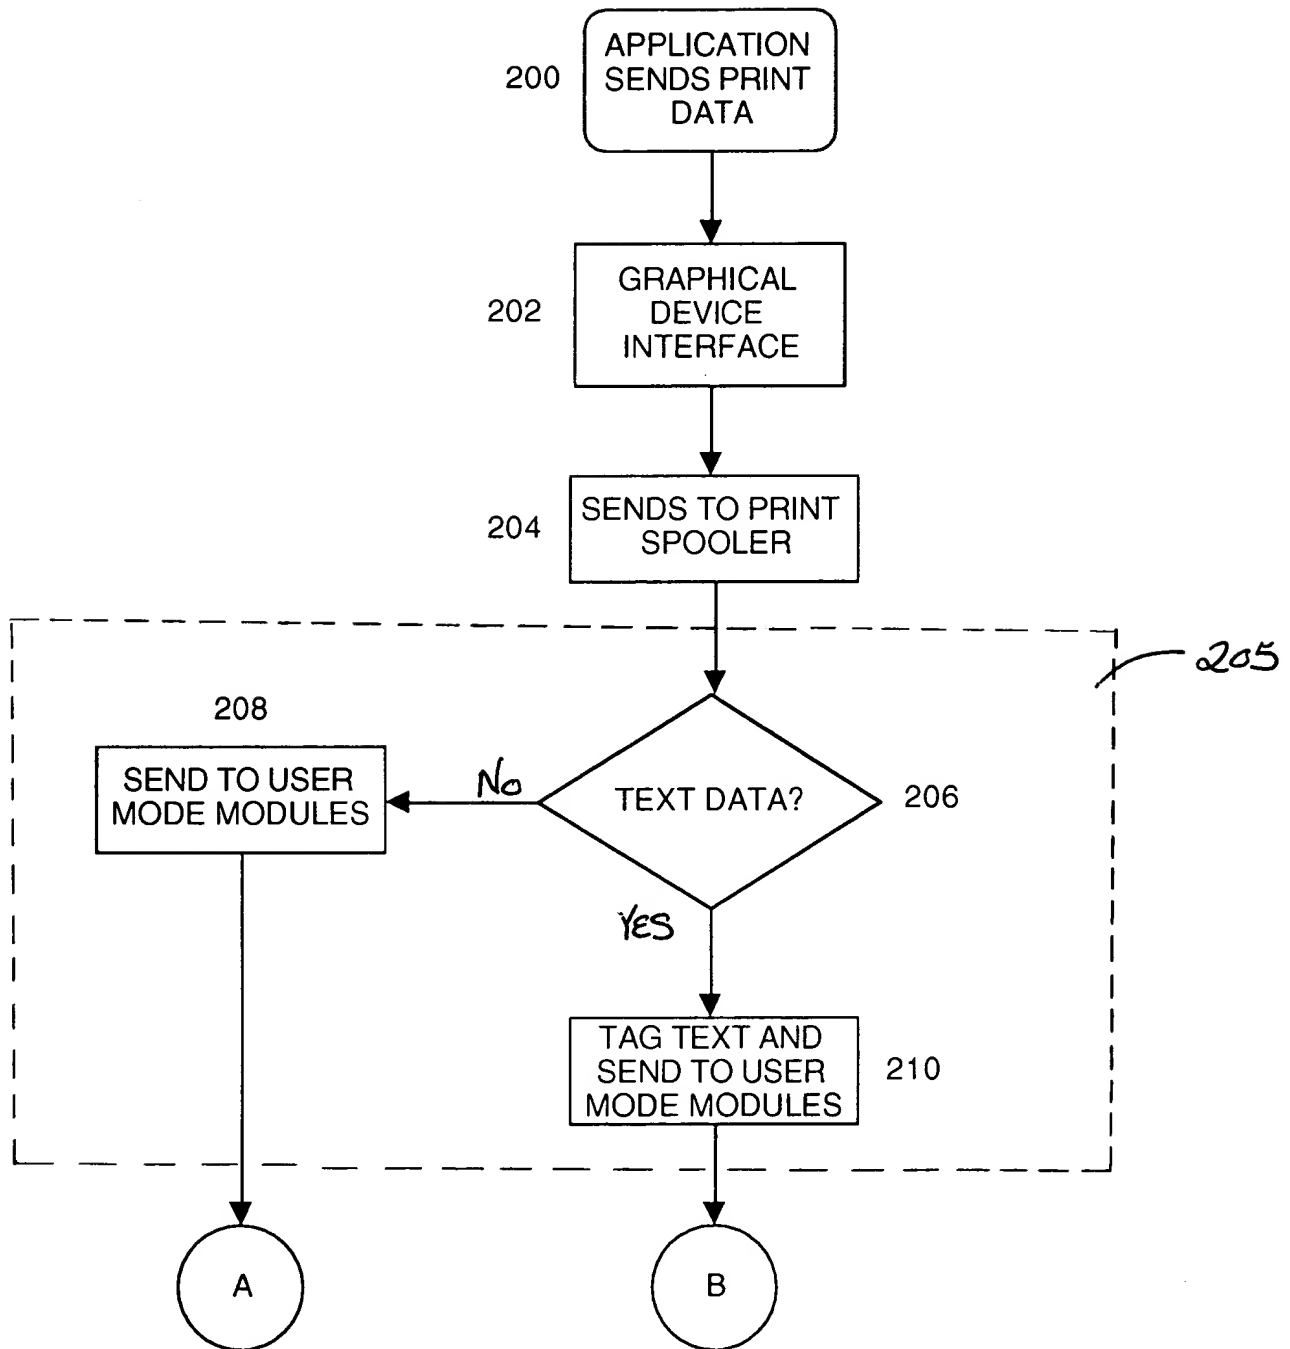 APPLICATION
200
SENDS PRINT
DATA
GRAPHICAL
202
DEVICE
INTERFACE
SENDS TO PRINT
204
SPOOLER
205
208
SEND TO USER
MODE MODULES
No
TEXT DATA?
206
YES
TAG TEXT AND
SEND TO USER
MODE MODULES
210
A
B